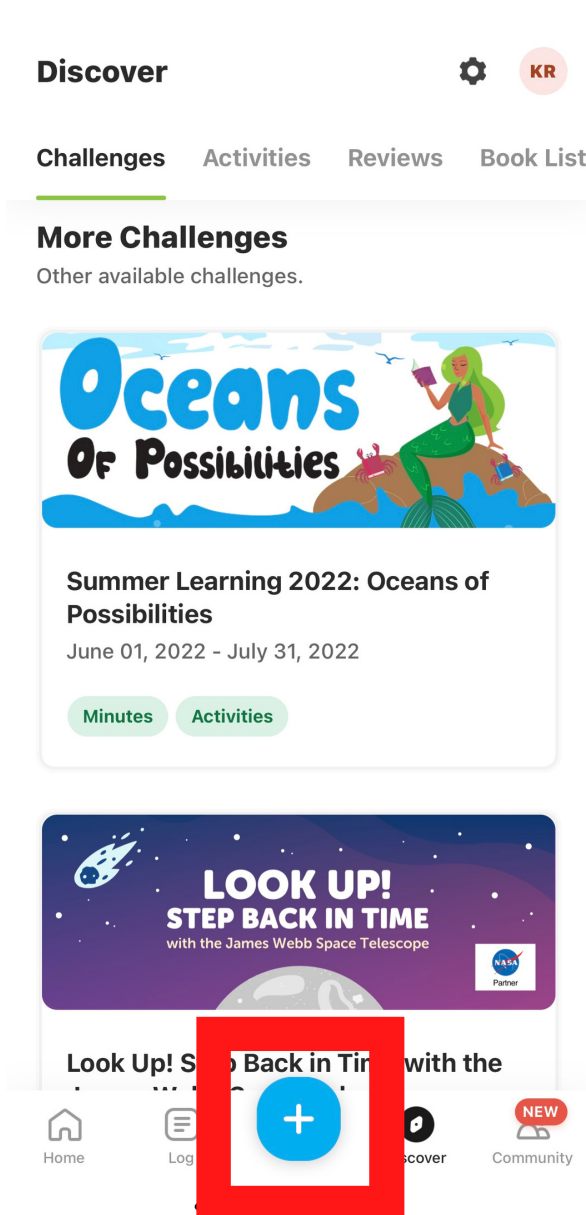 Discover
KR
Challenges Activities Reviews Book List
More Challenges
Other available challenges.
Oceans
Of Possibilities
Summer Learning 2022: Oceans of
Possibilities
June 01, 2022 - July 31, 2022
Minutes Activities
LOOK UP!
STEP BACK IN TIME
with the James Webb Space Telescope
NASA
Partner
Look Up! Back in with the
NEW
Home Log scover Community